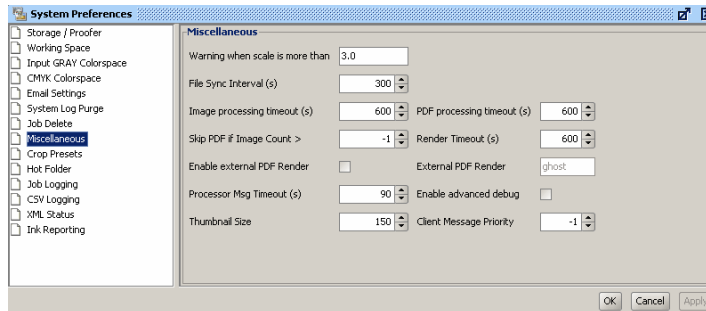 System Preferences
Storage / Proofer
Working Space
Input GRAY Colorspace
CMYK Colorspace
Email Settings
System Log Purge
Job Delete
Miscellaneous
Crop Presets
Hot Folder
Job Logging
CSV Logging
XML Status
Ink Reporting
Miscellaneous
Warning when scale is more than 3.0
File Sync Interval (s) 300
Image processing timeout (s) 600 PDF processing timeout (s) 600
Skip PDF if Image Count > -1 Render Timeout (s) 600
Enable external PDF Render External PDF Render ghost
Processor Msg Timeout (s) 90 Enable advanced debug
Thumbnail Size 150 Client Message Priority -1
OK Cancel Apply